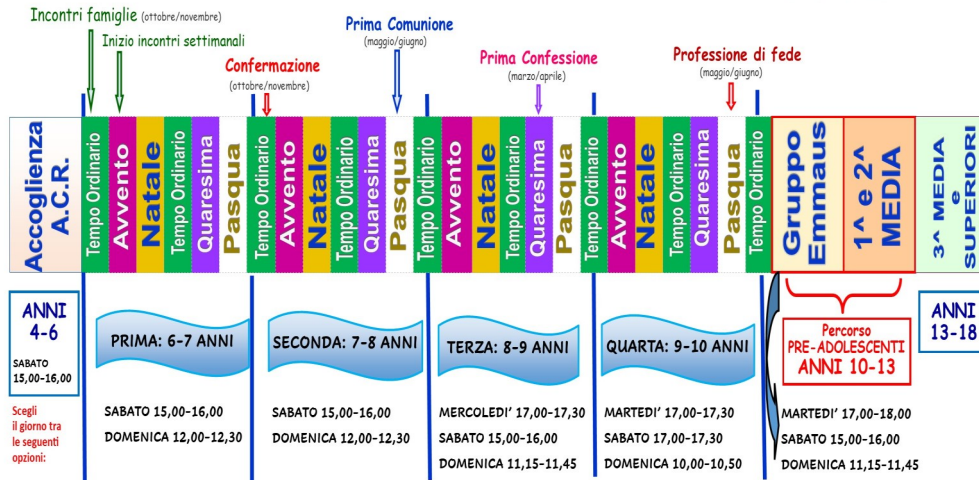 Incontri famiglie (ottobre/novembre)
Inizio incontri settimanali
Confermazione
(ottobre/novembre)
Prima Comunione
(maggio/giugno)
Prima Confessione
(marzo/aprile)
Professione di fede
(maggio/giugno)
Accoglienza
A.C.R.
Tempo Ordinario
Avvento
Natale
Tempo Ordinario
Quaresima
Pasqua
Tempo Ordinario
Avvento
Natale
Tempo Ordinario
Quaresima
Pasqua
Tempo Ordinario
Avvento
Natale
Tempo Ordinario
Quaresima
Pasqua
Tempo Ordinario
Avvento
Natale
Tempo Ordinario
Quaresima
Pasqua
Tempo Ordinario
Gruppo
Emmaus
1^ e 2^
MEDIA
3^ MEDIA
e
SUPERIORI
ANNI
4-6
SABATO
15,00-16,00
PRIMA: 6-7 ANNI
SECONDA: 7-8 ANNI
TERZA: 8-9 ANNI
QUARTA: 9-10 ANNI
Percorso
PRE-ADOLESCENTI
ANNI 10-13
ANNI
13-18
Scegli
il giorno tra
le seguenti
opzioni:
SABATO 15,00-16,00
DOMENICA 12,00-12,30
SABATO 15,00-16,00
DOMENICA 12,00-12,30
MERCOLEDI' 17,00-17,30
SABATO 15,00-16,00
DOMENICA 11,15-11,45
MARTEDI' 17,00-17,30
SABATO 17,00-17,30
DOMENICA 10,00-10,50
MARTEDI' 17,00-18,00
SABATO 15,00-16,00
DOMENICA 11,15-11,45